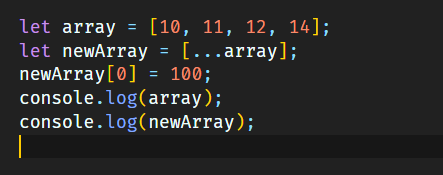 let array = [10, 11, 12, 14];
let newArray = [...array];
newArray[0] = 100;
console.log(array);
console.log(newArray);